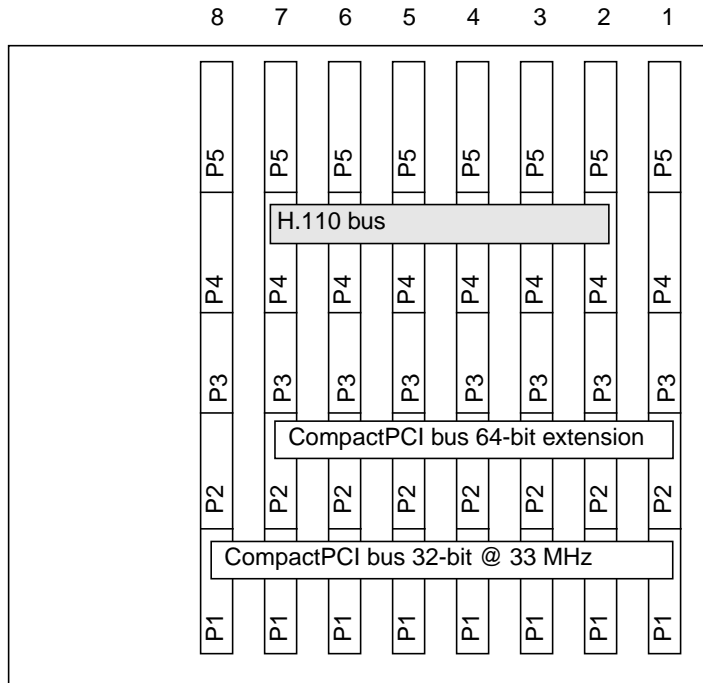 8 7 6 5 4 3 2 1
P5 P5 P5 P5 P5 P5 P5 P5
H.110 bus
P4 P4 P4 P4 P4 P4 P4 P4
P3 P3 P3 P3 P3 P3 P3 P3
CompactPCI bus 64-bit extension
P2 P2 P2 P2 P2 P2 P2 P2
CompactPCI bus 32-bit @ 33 MHz
P1 P1 P1 P1 P1 P1 P1 P1